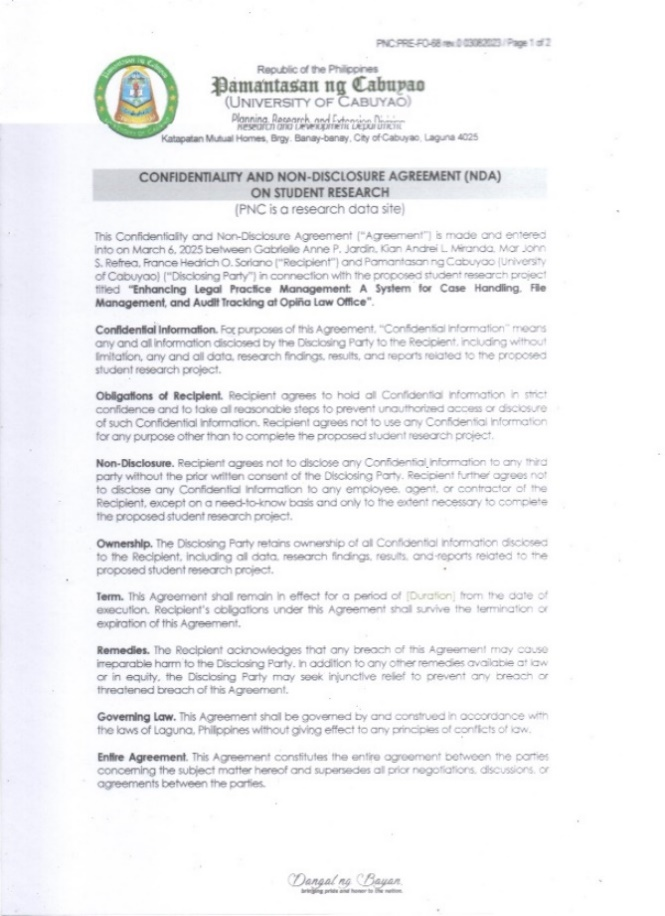 PNC:PRE-FO-68 rev.0 03082023 / Page 1 of 2
Republic of the Philippines
Pamantasan ng Cabuyao
(UNIVERSITY OF CABUYAO)
Planning, Research, and Extension Division
Research and Development Department
Katapatan Mutual Homes, Brgy. Banay-banay, City of Cabuyao, Laguna 4025
CONFIDENTIALITY AND NON-DISCLOSURE AGREEMENT (NDA)
ON STUDENT RESEARCH
(PNC is a research data site)
This Confidentiality and Non-Disclosure Agreement ("Agreement") is made and entered
into on March 6, 2025 between Gabrielle Anne P. Jardin, Kian Andrei L. Miranda, Mar John
S. Refrea, France Hedrich O. Soriano ("Recipient") and Pamantasan ng Cabuyao (University
of Cabuyao) ("Disclosing Party") in connection with the proposed student research project
titled "Enhancing Legal Practice Management: A System for Case Handling, File
Management, and Audit Tracking at Opiña Law Office".
Confidential Information. For purposes of this Agreement, "Confidential Information" means
any and all information disclosed by the Disclosing Party to the Recipient, including without
limitation, any and all data, research findings, results, and reports related to the proposed
student research project.
Obligations of Recipient. Recipient agrees to hold all Confidential Information in strict
confidence and to take all reasonable steps to prevent unauthorized access or disclosure
of such Confidential Information. Recipient agrees not to use any Confidential Information
for any purpose other than to complete the proposed student research project.
Non-Disclosure. Recipient agrees not to disclose any Confidential Information to any third
party without the prior written consent of the Disclosing Party. Recipient further agrees not
to disclose any Confidential Information to any employee, agent, or contractor of the
Recipient, except on a need-to-know basis and only to the extent necessary to complete
the proposed student research project.
Ownership. The Disclosing Party retains ownership of all Confidential Information disclosed
to the Recipient, including all data, research findings, results, and reports related to the
proposed student research project.
Term. This Agreement shall remain in effect for a period of [Duration] from the date of
execution. Recipient's obligations under this Agreement shall survive the termination or
expiration of this Agreement.
Remedies. The Recipient acknowledges that any breach of this Agreement may cause
irreparable harm to the Disclosing Party. In addition to any other remedies available at law
or in equity, the Disclosing Party may seek injunctive relief to prevent any breach or
threatened breach of this Agreement.
Governing Law. This Agreement shall be governed by and construed in accordance with
the laws of Laguna, Philippines without giving effect to any principles of conflicts of law.
Entire Agreement. This Agreement constitutes the entire agreement between the parties
concerning the subject matter hereof and supersedes all prior negotiations, discussions, or
agreements between the parties.
Dangal ng Bayan
bringing pride and honor to the nation.